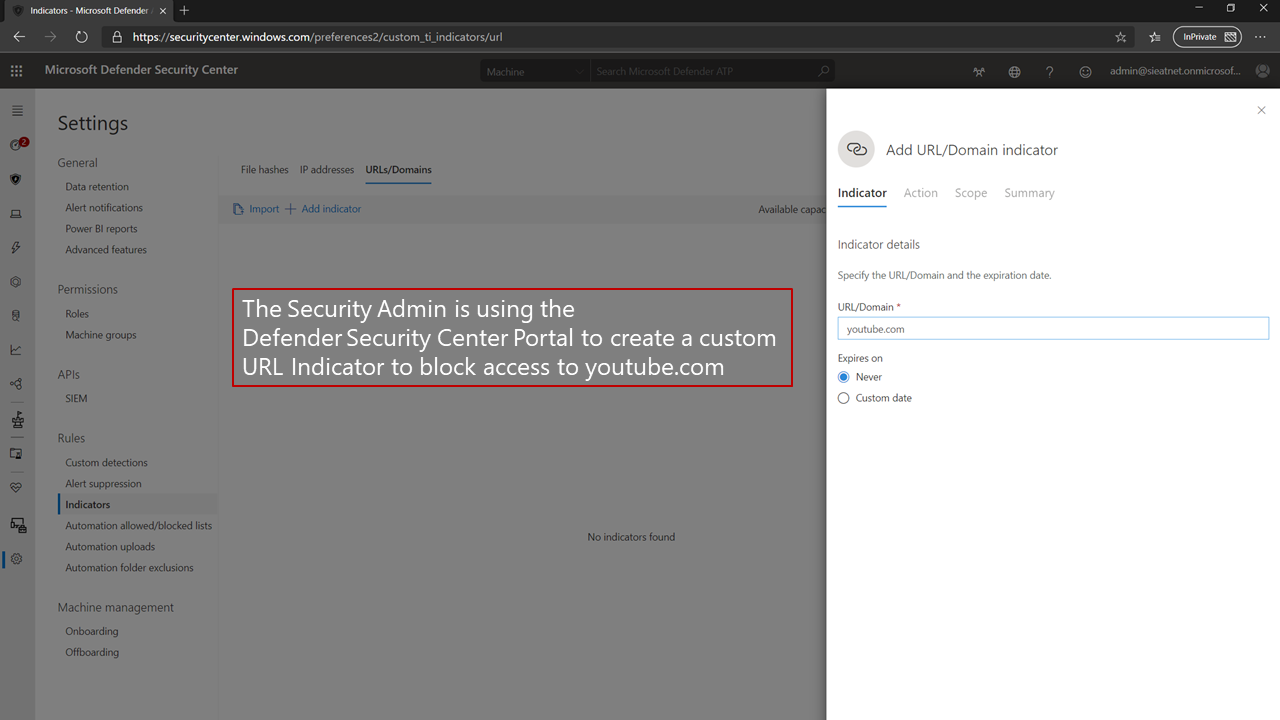 Indicators - Microsoft Defender
https://securitycenter.windows.com/preferences2/custom_ti_indicators/url
InPrivate
Microsoft Defender Security Center
Machine
Search Microsoft Defender ATP
admin@sieatnet.onmicrosof...
2
Settings
General
Data retention
Alert notifications
Power BI reports
Advanced features
Permissions
Roles
Machine groups
APIs
SIEM
Rules
Custom detections
Alert suppression
Indicators
Automation allowed/blocked lists
Automation uploads
Automation folder exclusions
Machine management
Onboarding
Offboarding
File hashes IP addresses URLs/Domains
Import Add indicator
Available capac
The Security Admin is using the
Defender Security Center Portal to create a custom
URL Indicator to block access to youtube.com
No indicators found
Add URL/Domain indicator
Indicator Action Scope Summary
Indicator details
Specify the URL/Domain and the expiration date.
URL/Domain *
youtube.com
Expires on
Never
Custom date